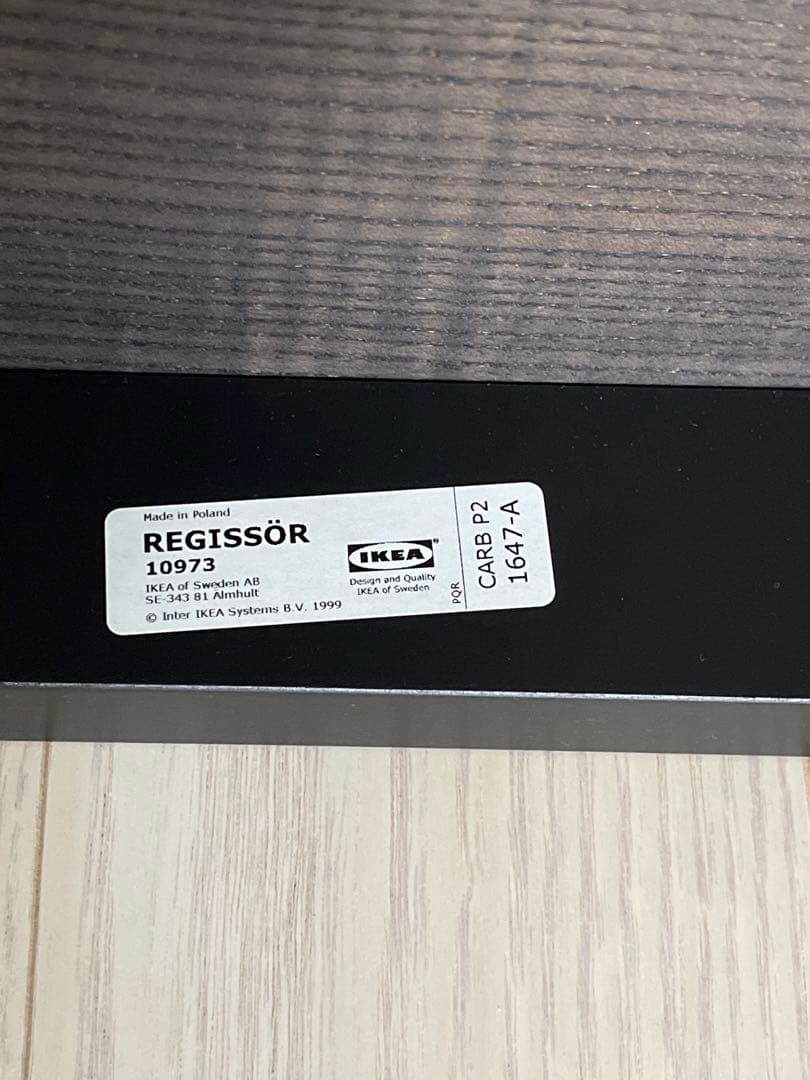 Made in Poland
REGISSÖR
10973
IKEA of Sweden AB
SE-343 81 Älmhult
© Inter IKEA Systems B.V. 1999
IKEA®
Design and Quality
IKEA of Sweden
PQR
CARB P2
1647-A